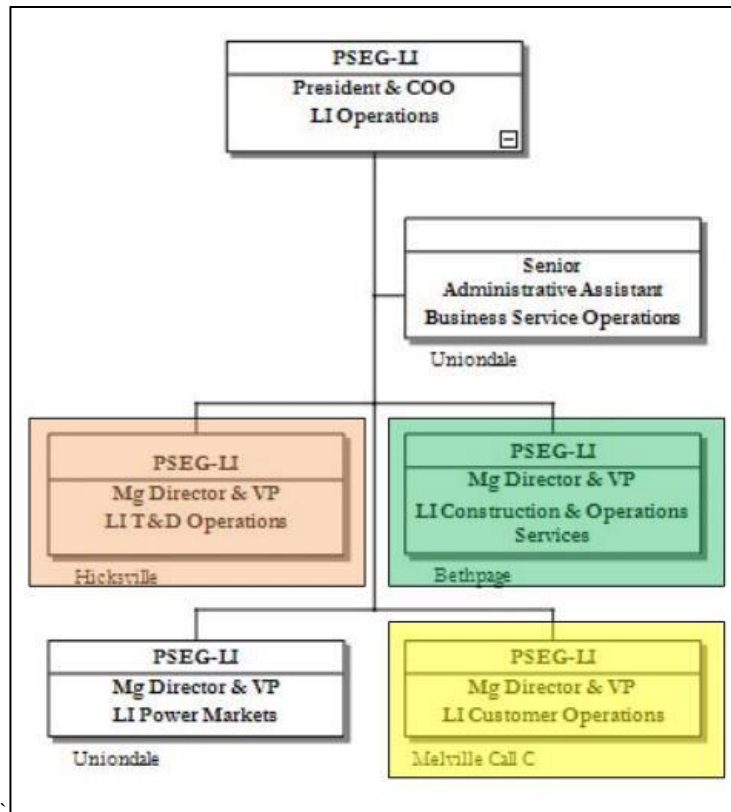 PSEG-LI
President & COO
LI Operations
Senior
Administrative Assistant
Business Service Operations
Uniondale
PSEG-LI
Mg Director & VP
LI T&D Operations
Hicksville
PSEG-LI
Mg Director & VP
LI Construction & Operations
Services
Bethpage
PSEG-LI
Mg Director & VP
LI Power Markets
Uniondale
PSEG-LI
Mg Director & VP
LI Customer Operations
Melville Call C
`